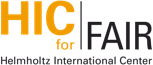 HIC
for FAIR
Helmholtz International Center